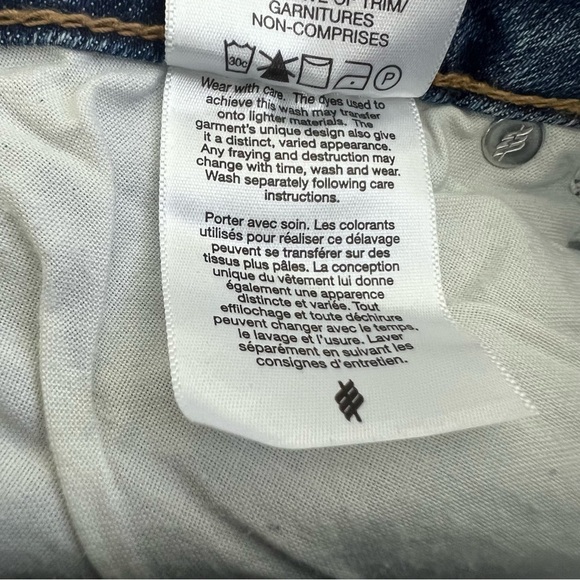 OF TRIM/
GARNITURES
NON-COMPRISES
30c P
Wear with care. The dyes used to
achieve this wash may transfer
onto lighter materials. The
garment's unique design also give
it a distinct, varied appearance.
Any fraying and destruction may
change with time, wash and wear.
Wash separately following care
instructions.
Porter avec soin. Les colorants
utilisés pour réaliser ce délavage
peuvent se transférer sur des
tissus plus pâles. La conception
unique du vêtement lui donne
également une apparence
distincte et variée. Tout
effilochage et toute déchirure
peuvent changer avec le temps,
le lavage et l'usure. Laver
séparément en suivant les
consignes d'entretien.